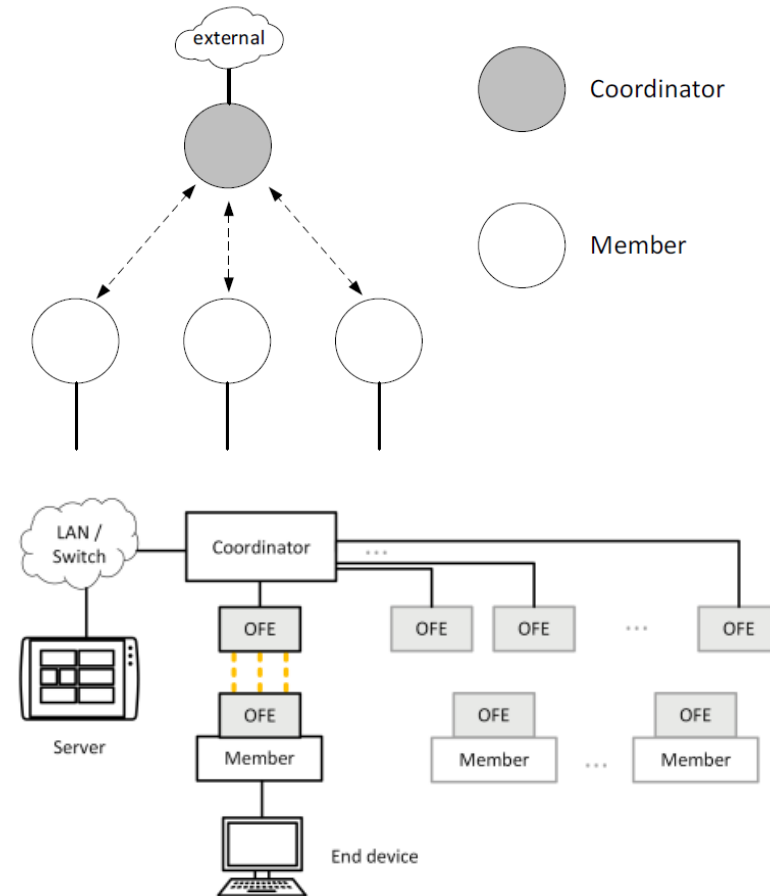 external
Coordinator
Member
LAN /
Switch
Coordinator
...
OFE
OFE
OFE
...
OFE
OFE
OFE
OFE
Server
Member
Member
...
Member
End device